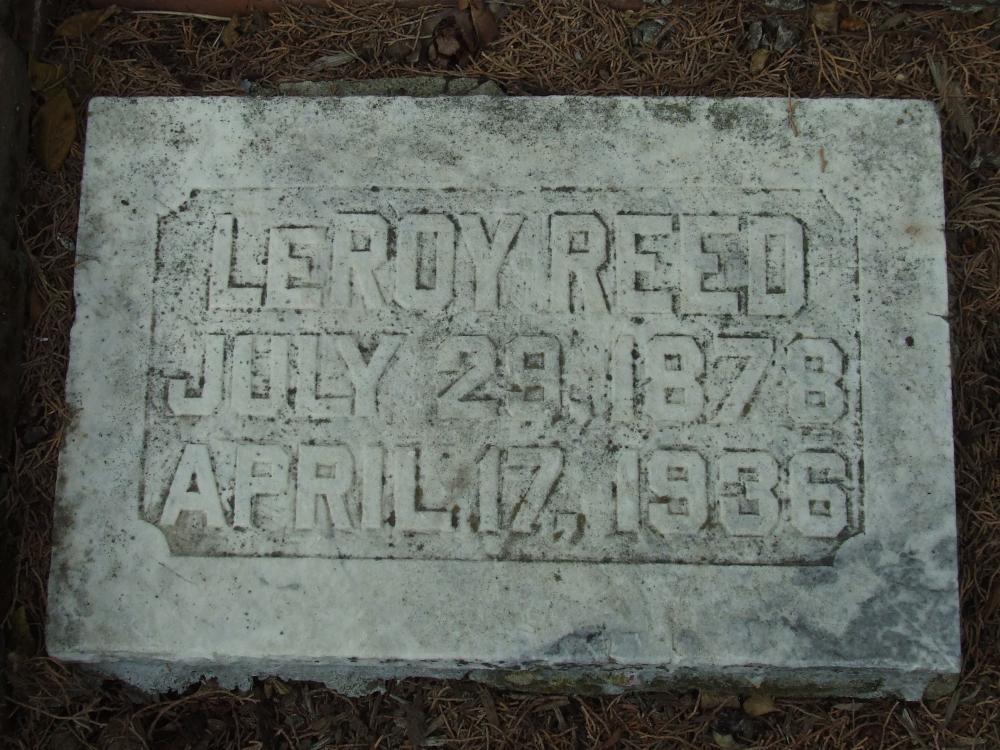 LEROY REED
JULY 29, 1878
APRIL 17, 1936